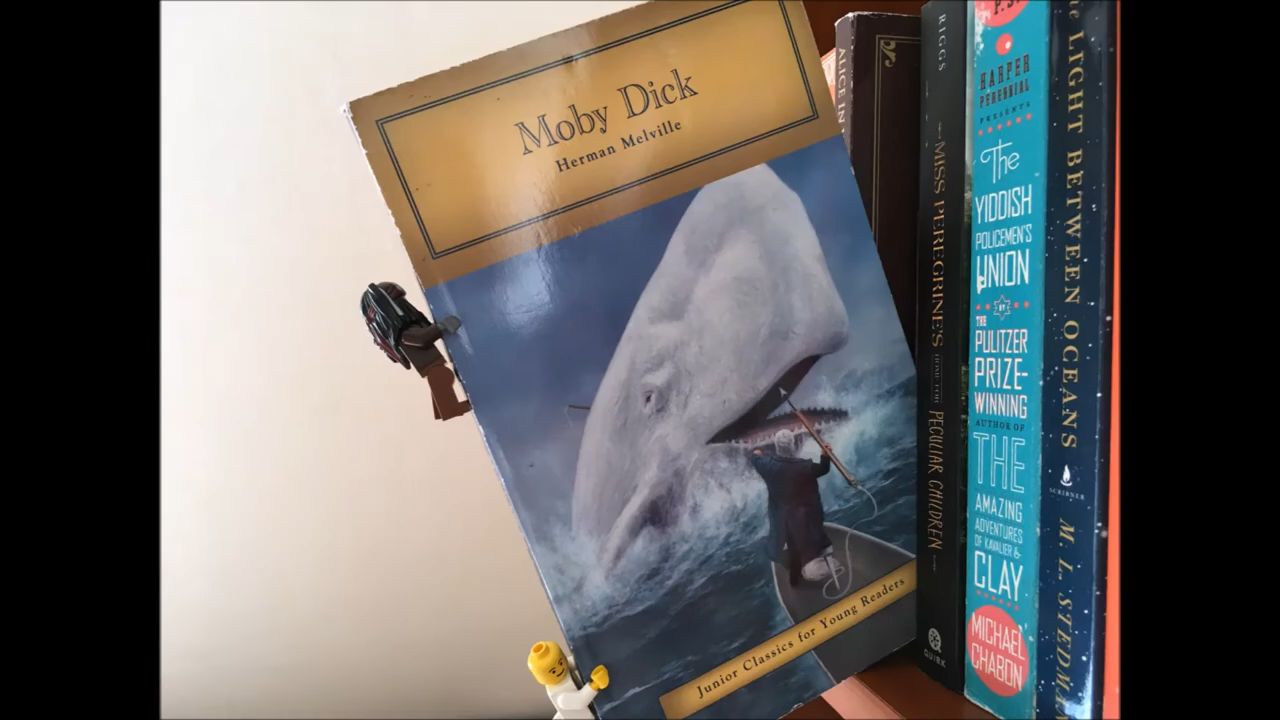 Moby Dick
Herman Melville
Junior Classics for Young Readers
ALICE IN
RIGGS
MISS PEREGRINE'S
HOME FOR
PECULIAR CHILDREN
QUIRK
P.S.
HARPER
PERENNIAL
PRESENTS
The
YIDDISH
POLICEMEN'S
UNION
BY
THE
PULITZER
PRIZE-
WINNING
AUTHOR OF
THE
AMAZING
ADVENTURES
OF KAVALIER &
CLAY
MICHAEL
CHABON
LIGHT BETWEEN OCEANS
SCRIBNER
M. L. STEDMAN